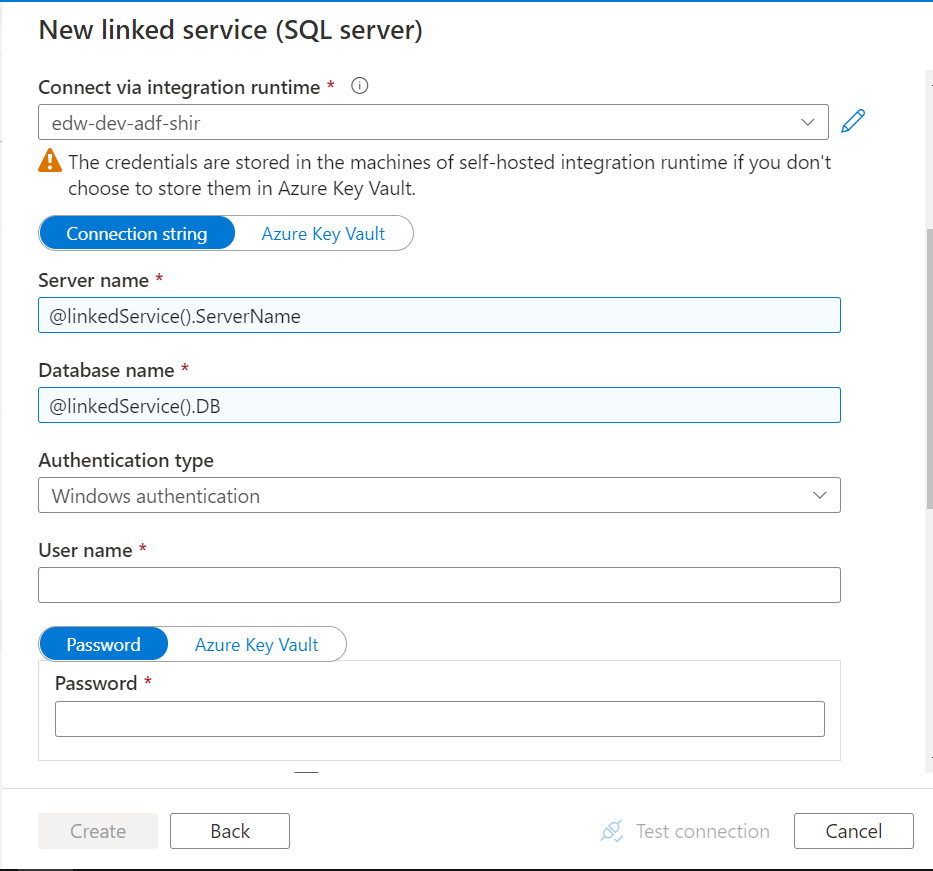 New linked service (SQL server)
Connect via integration runtime *
edw-dev-adf-shir
The credentials are stored in the machines of self-hosted integration runtime if you don't
choose to store them in Azure Key Vault.
Connection string Azure Key Vault
Server name *
@linkedService().ServerName
Database name *
@linkedService().DB
Authentication type
Windows authentication
User name *
Password Azure Key Vault
Password *
Create Back Test connection Cancel